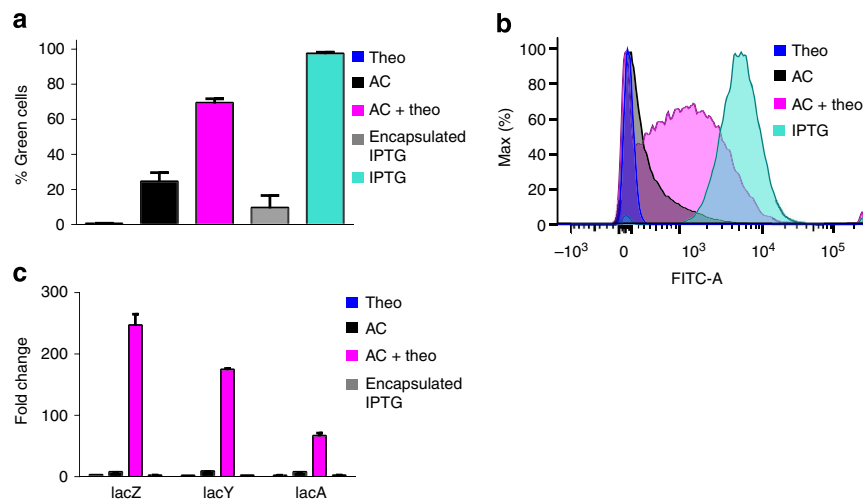 a
100
80
60
40
20
0
% Green cells
Theo
AC
AC + theo
Encapsulated
IPTG
IPTG
b
100
80
60
40
20
0
Max (%)
–10³
0
10³
10⁴
10⁵
FITC-A
Theo
AC
AC + theo
IPTG
c
300
200
100
0
Fold change
lacZ
lacY
lacA
Theo
AC
AC + theo
Encapsulated
IPTG